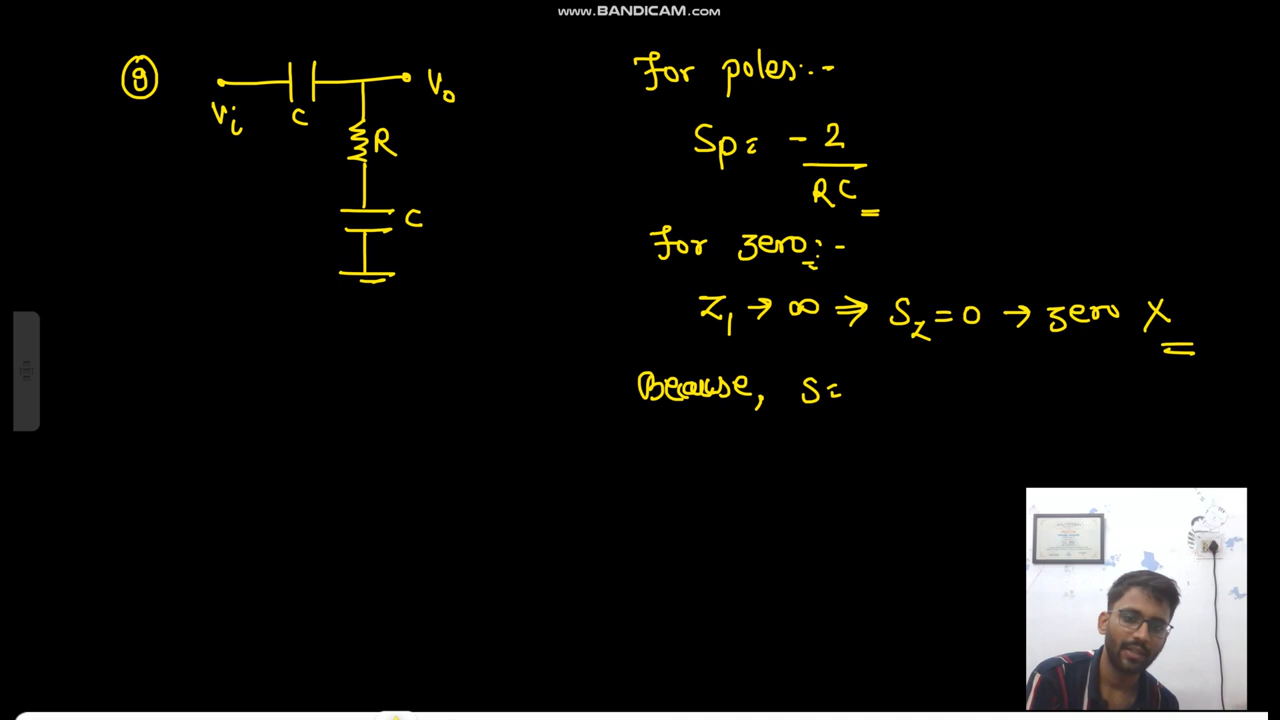 www.BANDICAM.com
9
Vi
C
Vo
R
C
For poles:-
Sp = -2/RC
For zero:-
Z1 → ∞ ⇒ Sz = 0 → zero X
Because, S=